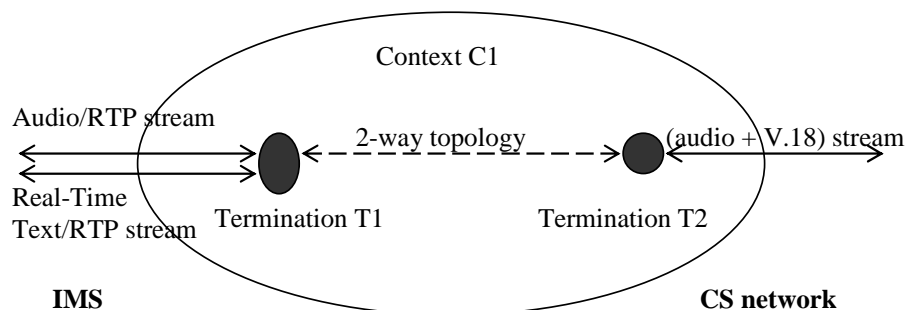 Context C1
Audio/RTP stream
2-way topology
(audio + V.18) stream
Real-Time
Text/RTP stream
Termination T1
Termination T2
IMS
CS network